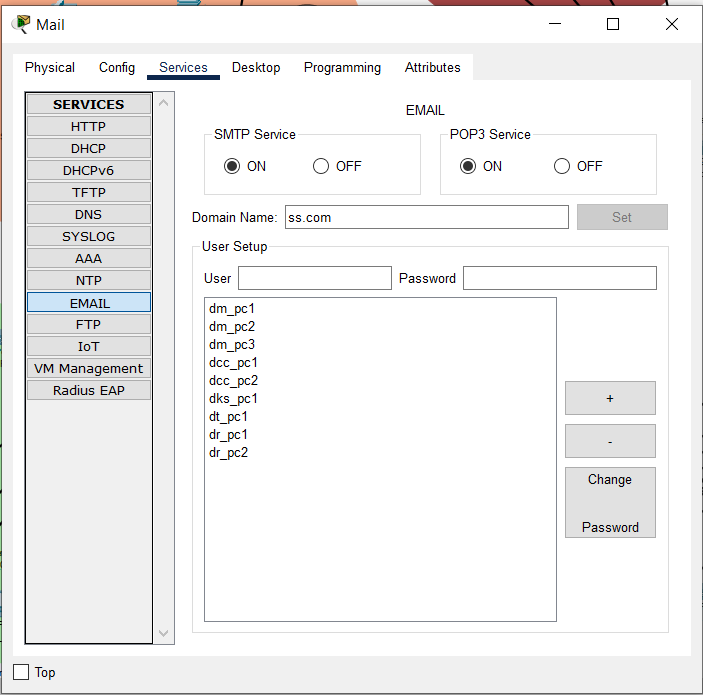 Mail
Physical Config Services Desktop Programming Attributes
SERVICES
HTTP
DHCP
DHCPv6
TFTP
DNS
SYSLOG
AAA
NTP
EMAIL
FTP
IoT
VM Management
Radius EAP
EMAIL
SMTP Service
ON OFF
POP3 Service
ON OFF
Domain Name: ss.com Set
User Setup
User Password
dm_pc1
dm_pc2
dm_pc3
dcc_pc1
dcc_pc2
dks_pc1
dt_pc1
dr_pc1
dr_pc2
+
-
Change
Password
Top